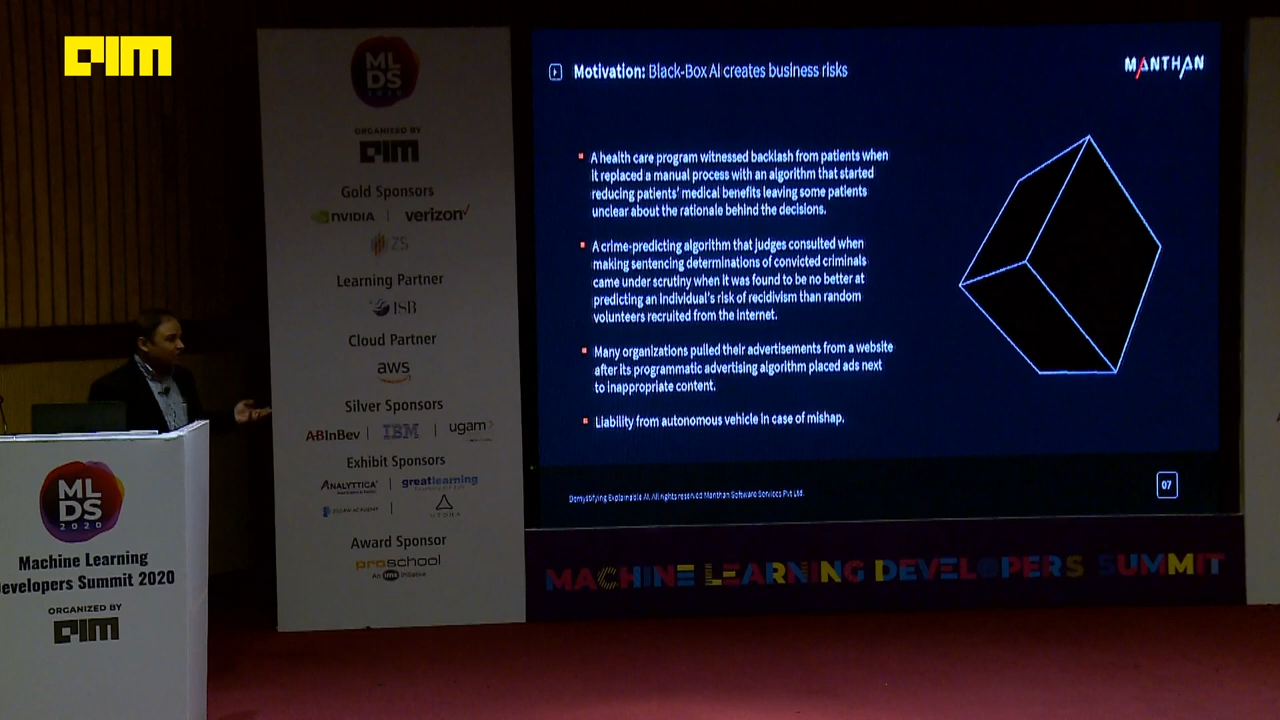 AIM
ML
DS
2020
ORGANIZED BY
AIM
Gold Sponsors
NVIDIA
verizon
ZS
Learning Partner
ISB
Cloud Partner
aws
Silver Sponsors
ABInBev
IBM
ugam
Exhibit Sponsors
ANALYTTICA
greatlearning
Award Sponsor
proschool
An ims Initiative
Motivation: Black-Box AI creates business risks
MANTHAN
A health care program witnessed backlash from patients when
it replaced a manual process with an algorithm that started
reducing patients' medical benefits leaving some patients
unclear about the rationale behind the decisions.
A crime-predicting algorithm that judges consulted when
making sentencing determinations of convicted criminals
came under scrutiny when it was found to be no better at
predicting an individual's risk of recidivism than random
volunteers recruited from the internet.
Many organizations pulled their advertisements from a website
after its programmatic advertising algorithm placed ads next
to inappropriate content.
Liability from autonomous vehicle in case of mishap.
Demystifying Explainable AI. All rights reserved Manthan Software Services Pvt Ltd.
07
MACHINE LEARNING DEVELOPERS SUMMIT
ML
DS
2020
Machine Learning
Developers Summit 2020
ORGANIZED BY
AIM